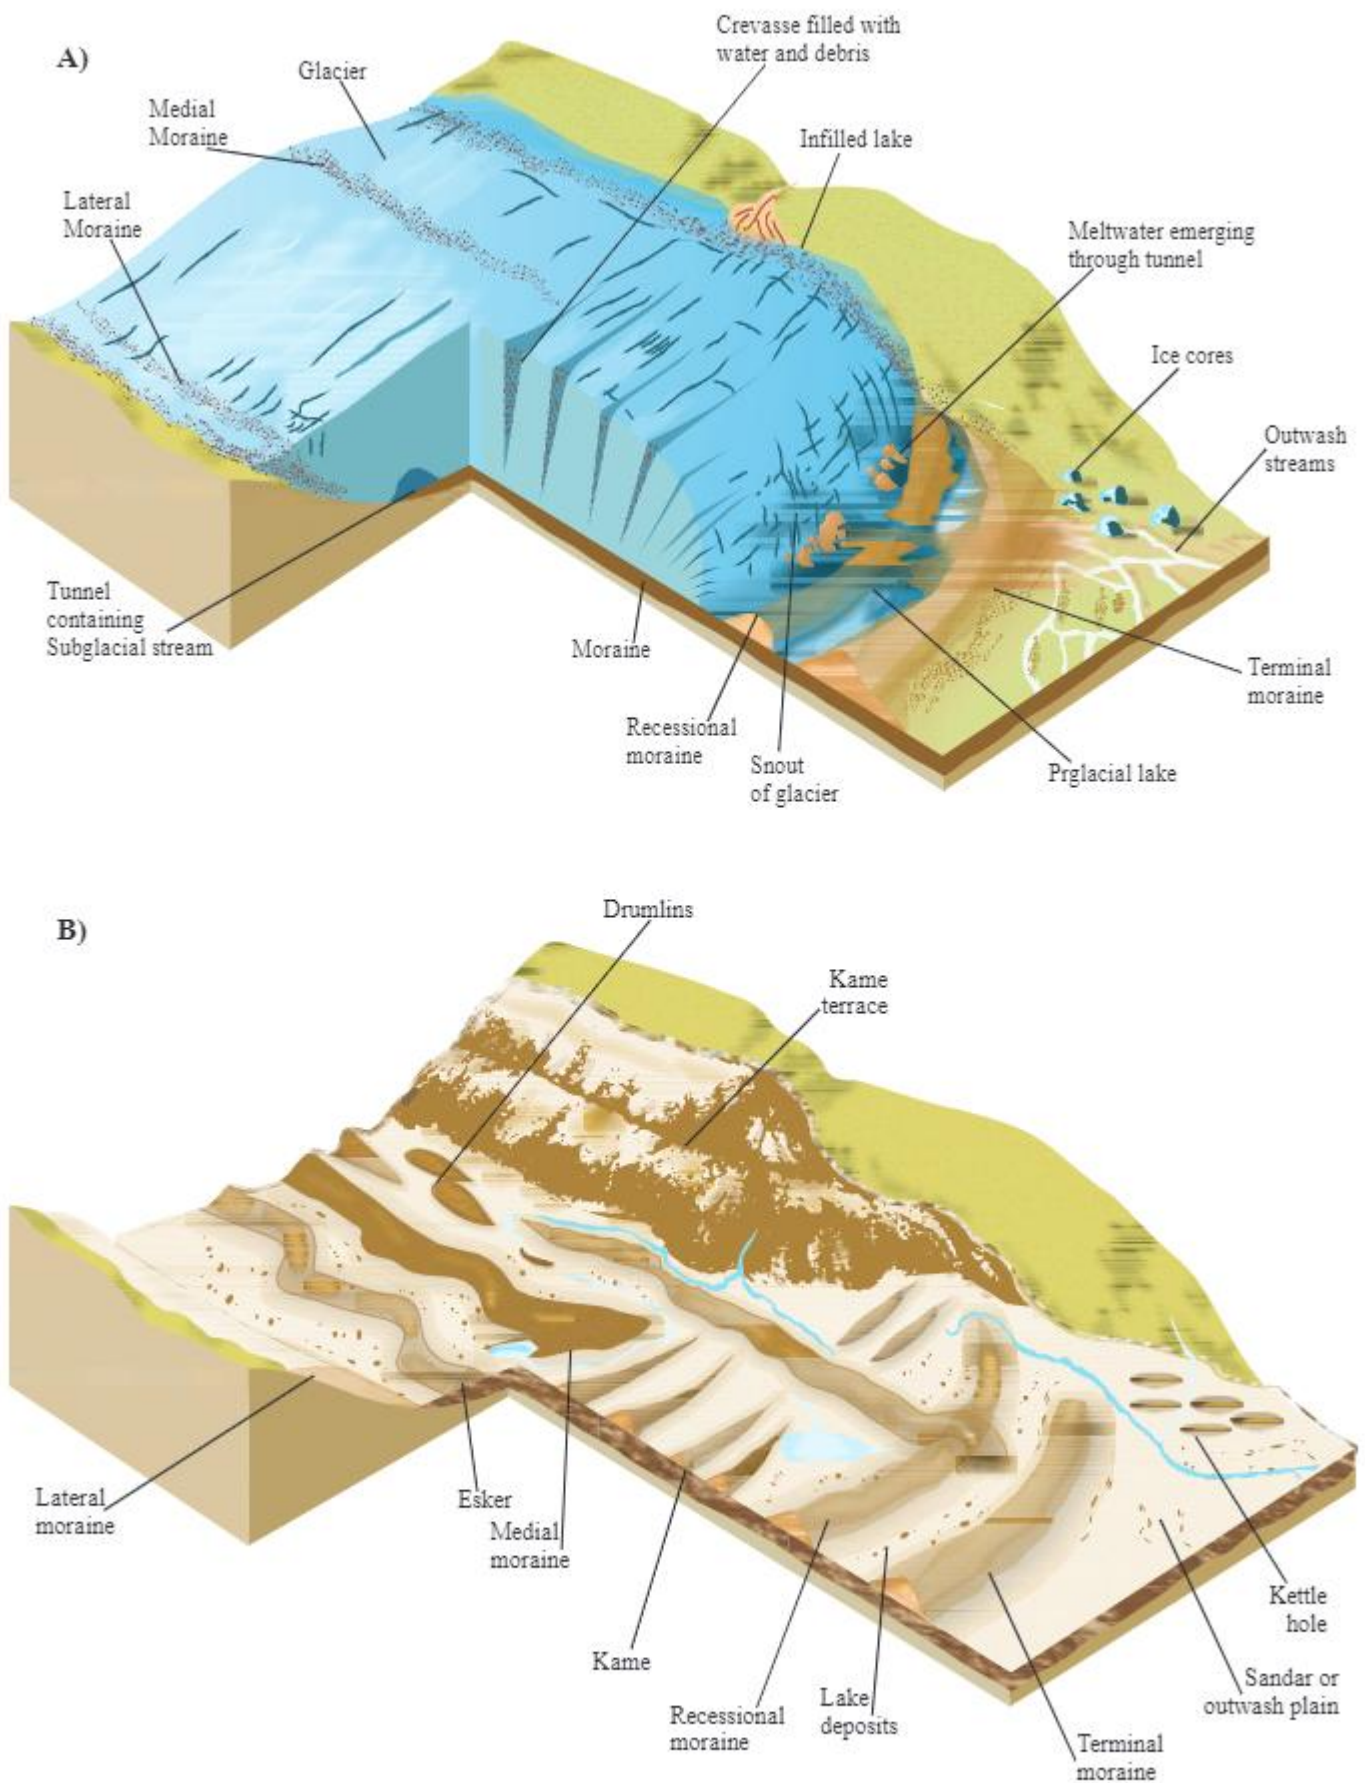 A)
Crevasse filled with
water and debris
Glacier
Medial
Moraine
Infilled lake
Lateral
Moraine
Meltwater emerging
through tunnel
Ice cores
Outwash
streams
Tunnel
containing
Subglacial stream
Moraine
Terminal
moraine
Recessional
moraine
Snout
of glacier
Prglacial lake
B)
Drumlins
Kame
terrace
Lateral
moraine
Esker
Medial
moraine
Kettle
hole
Kame
Sandar or
outwash plain
Recessional
moraine
Lake
deposits
Terminal
moraine